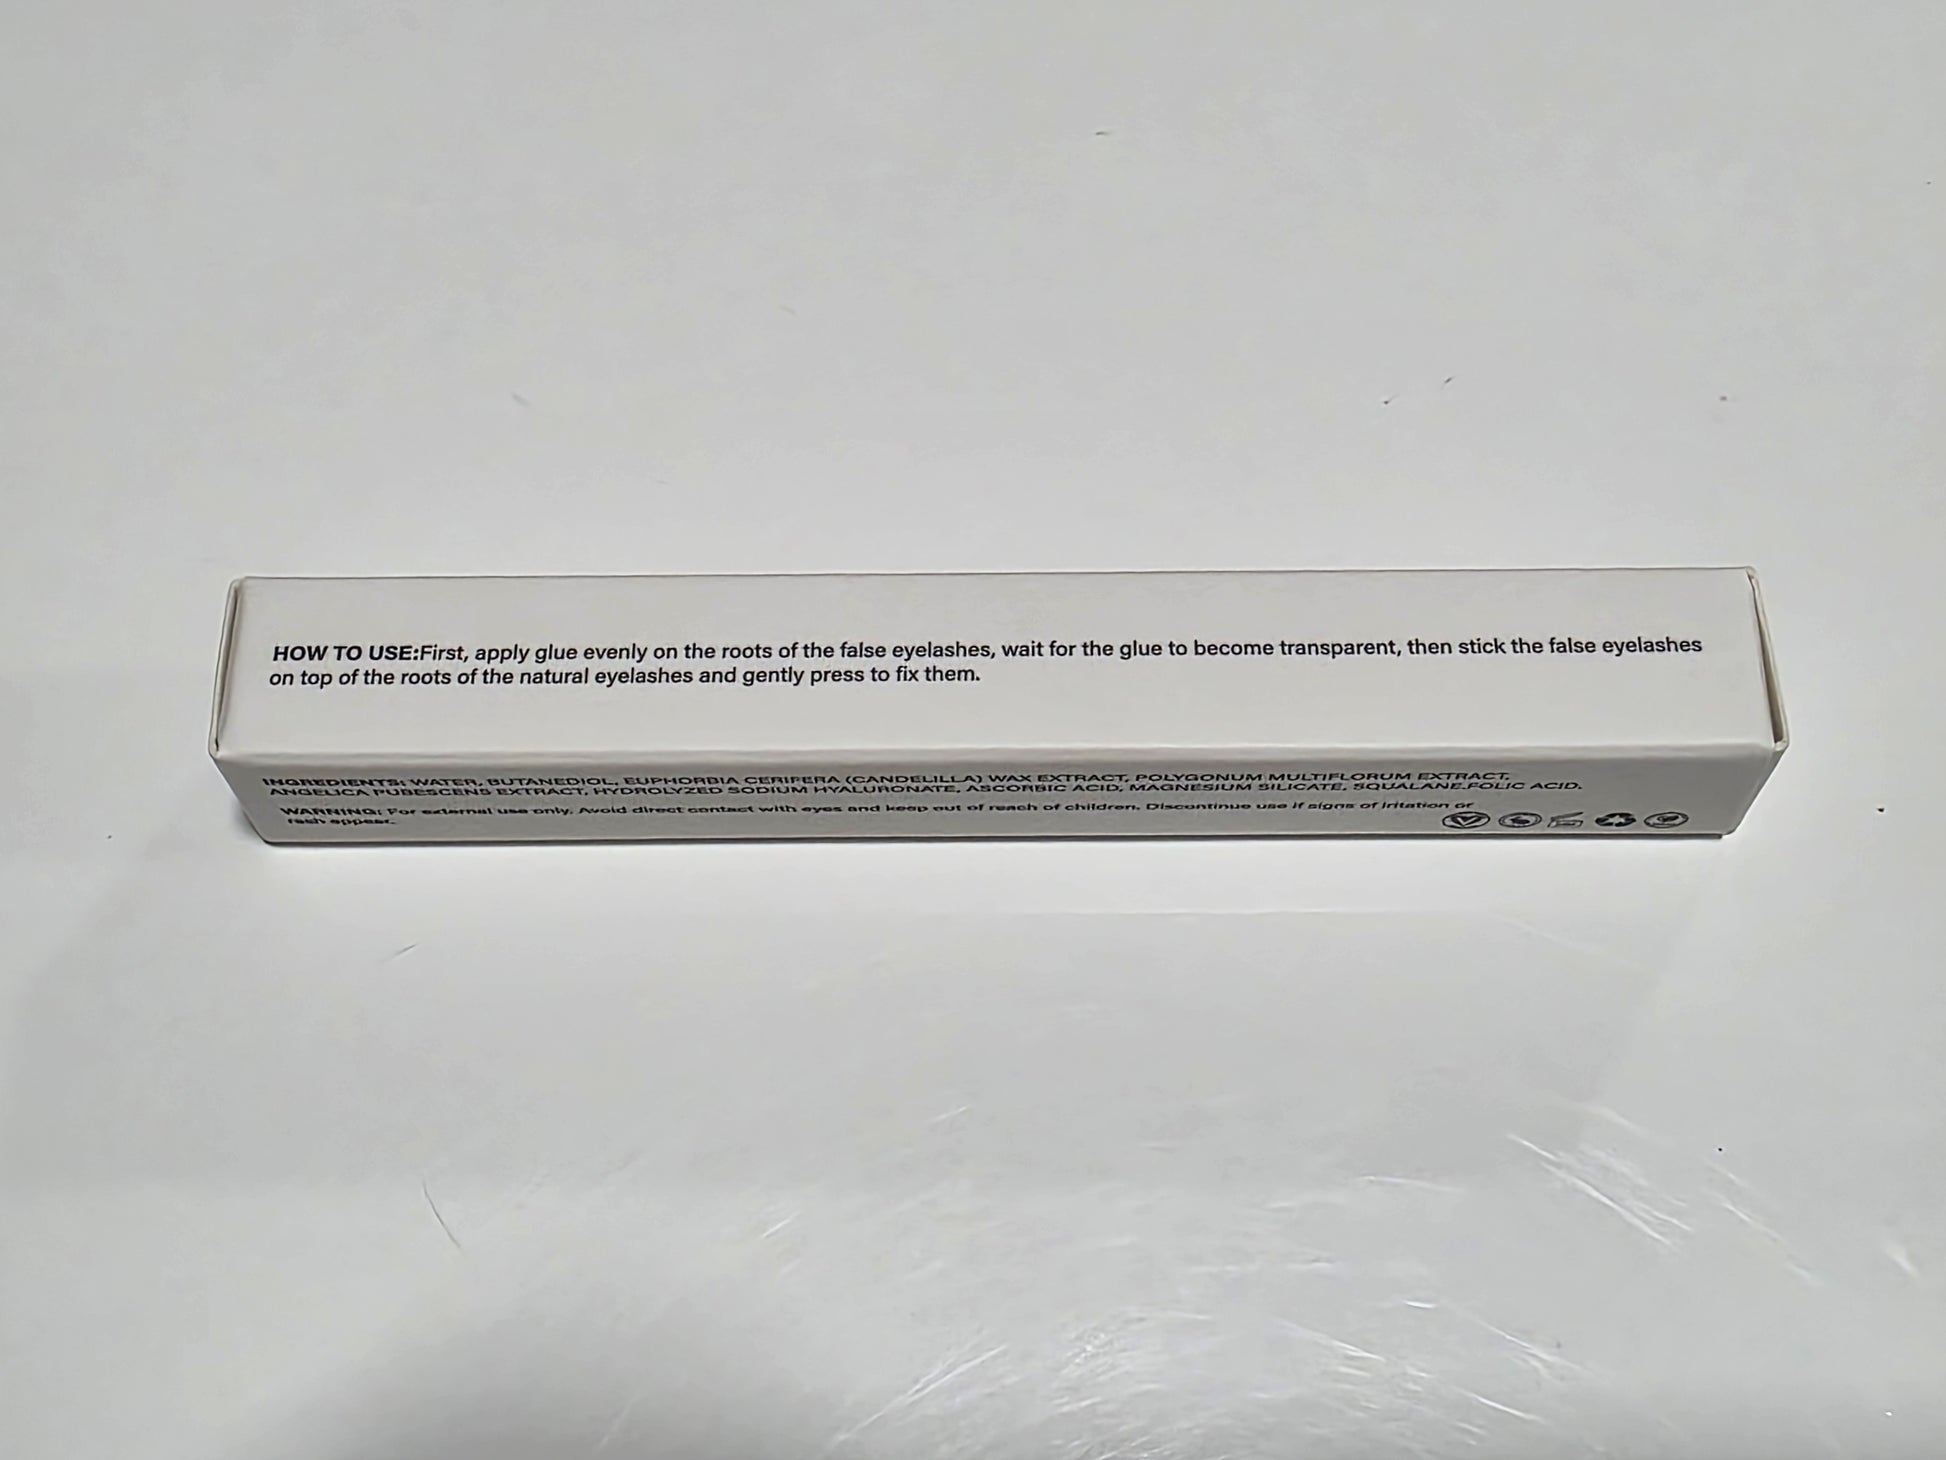 HOW TO USE:First, apply glue evenly on the roots of the false eyelashes, wait for the glue to become transparent, then stick the false eyelashes
on top of the roots of the natural eyelashes and gently press to fix them.
INGREDIENTS: WATER, BUTANEDIOL, EUPHORBIA CERIFERA (CANDELILLA) WAX EXTRACT, POLYGONUM MULTIFLORUM EXTRACT,
ANGELICA PUBESCENS EXTRACT, HYDROLYZED SODIUM HYALURONATE, ASCORBIC ACID, MAGNESIUM SILICATE, SQUALANE,FOLIC ACID.
WARNING: For external use only. Avoid direct contact with eyes and keep out of reach of children. Discontinue use if signs of irritation or
rash appear.